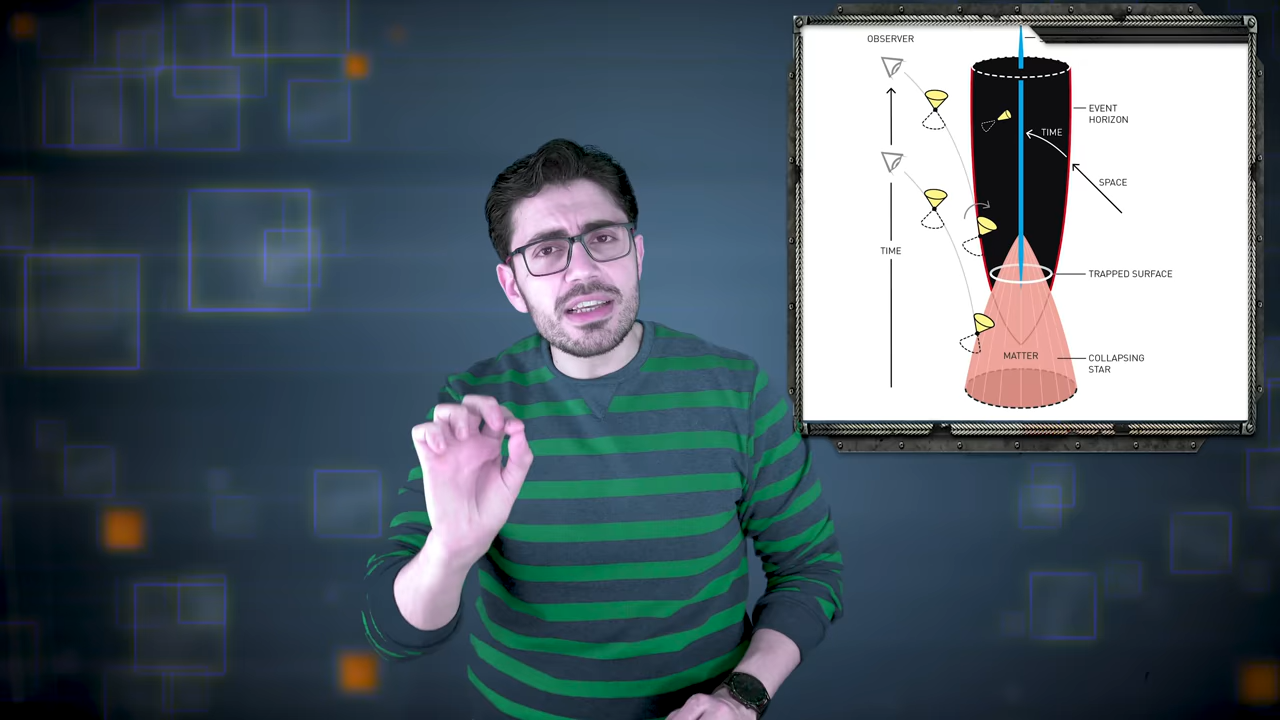 OBSERVER
EVENT
HORIZON
TIME
SPACE
TIME
TRAPPED SURFACE
MATTER
COLLAPSING
STAR